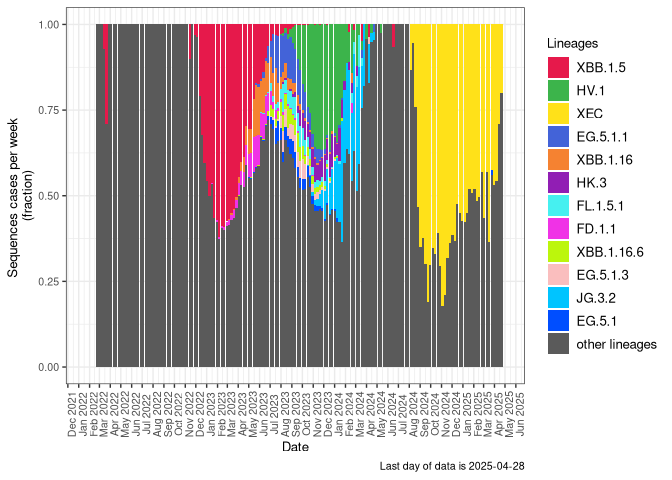 1.00
0.75
0.50
0.25
0.00
Sequences cases per week
(fraction)
Dec 2021
Jan 2022
Feb 2022
Mar 2022
Apr 2022
May 2022
Jun 2022
Jul 2022
Aug 2022
Sep 2022
Oct 2022
Nov 2022
Dec 2022
Jan 2023
Feb 2023
Mar 2023
Apr 2023
May 2023
Jun 2023
Jul 2023
Aug 2023
Sep 2023
Oct 2023
Nov 2023
Dec 2023
Jan 2024
Feb 2024
Mar 2024
Apr 2024
May 2024
Jun 2024
Jul 2024
Aug 2024
Sep 2024
Oct 2024
Nov 2024
Dec 2024
Jan 2025
Feb 2025
Mar 2025
Apr 2025
May 2025
Jun 2025
Date
Lineages
XBB.1.5
HV.1
XEC
EG.5.1.1
XBB.1.16
HK.3
FL.1.5.1
FD.1.1
XBB.1.16.6
EG.5.1.3
JG.3.2
EG.5.1
other lineages
Last day of data is 2025-04-28